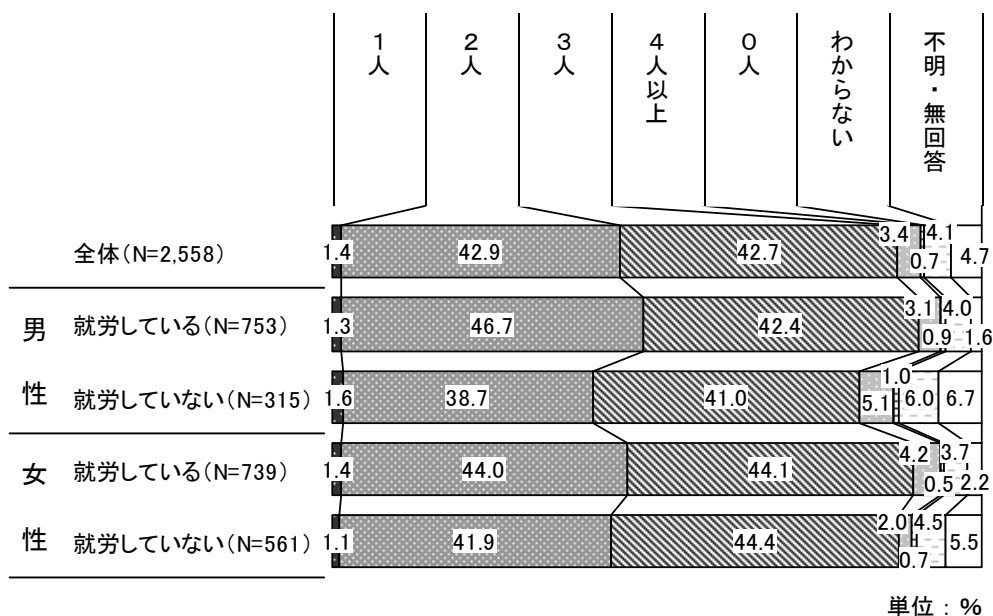 1人
2人
3人
4人以上
0人
わからない
不明・無回答
全体(N=2,558)
1.4 42.9 42.7 3.4 0.7 4.1 4.7
男性
就労している(N=753)
1.3 46.7 42.4 3.1 0.9 4.0 1.6
就労していない(N=315)
1.6 38.7 41.0 5.1 1.0 6.0 6.7
女性
就労している(N=739)
1.4 44.0 44.1 4.2 0.5 3.7 2.2
就労していない(N=561)
1.1 41.9 44.4 2.0 0.7 4.5 5.5
単位:%